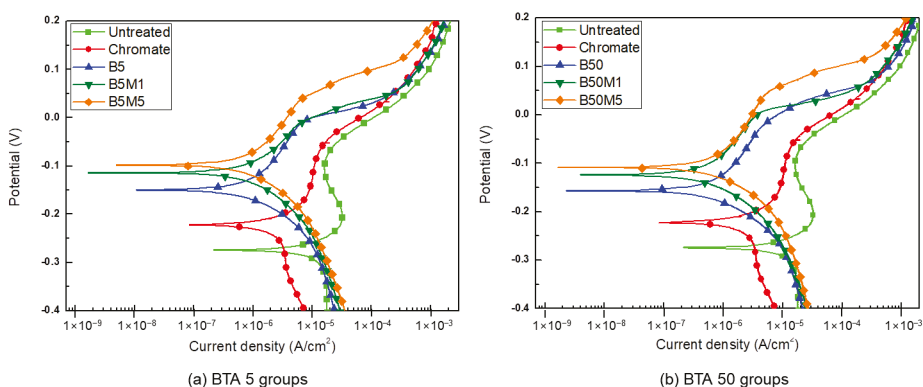 (a)
0.2
0.1
0.0
-0.1
-0.2
-0.3
-0.4
Potential (V)
Untreated
Chromate
B5
B5M1
B5M5
1×10⁻⁹ 1×10⁻⁸ 1×10⁻⁷ 1×10⁻⁶ 1×10⁻⁵ 1×10⁻⁴ 1×10⁻³
Current density (A/cm²)
(a) BTA 5 groups
(b)
0.2
0.1
0.0
-0.1
-0.2
-0.3
-0.4
Potential (V)
Untreated
Chromate
B50
B50M1
B50M5
1×10⁻⁹ 1×10⁻⁸ 1×10⁻⁷ 1×10⁻⁶ 1×10⁻⁵ 1×10⁻⁴ 1×10⁻³
Current density (A/cm²)
(b) BTA 50 groups